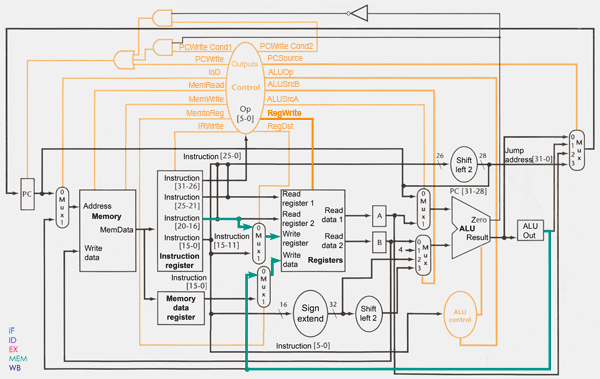 PCWrite Cond1 PCWrite Cond2
PCWrite Outputs PCSource
IoD ALUOp
MemRead Control ALUSrcB
MemWrite ALUSrcA
MemtoReg Op RegWrite
IRWrite [5-0] RegDst
Instruction [25-0] 26 Shift left 2 28 Jump address[31-0]
PC [31-28]
PC
0 Mux 1
Address
Memory
MemData
Write data
Instruction [31-26]
Instruction [25-21]
Instruction [20-16]
Instruction [15-0]
Instruction register
Instruction [15-11]
Instruction [15-0]
Memory data register
0 Mux 1
0 Mux 1
Read register 1
Read register 2
Write register
Write data
Read data 1
Read data 2
Registers
A
B
4
0 Mux 1
0 Mux 1 2 3
Zero
ALU
Result
ALU Out
0 Mux 1 2 3
16 Sign extend 32 Shift left 2
ALU control
Instruction [5-0]
IF
ID
EX
MEM
WB